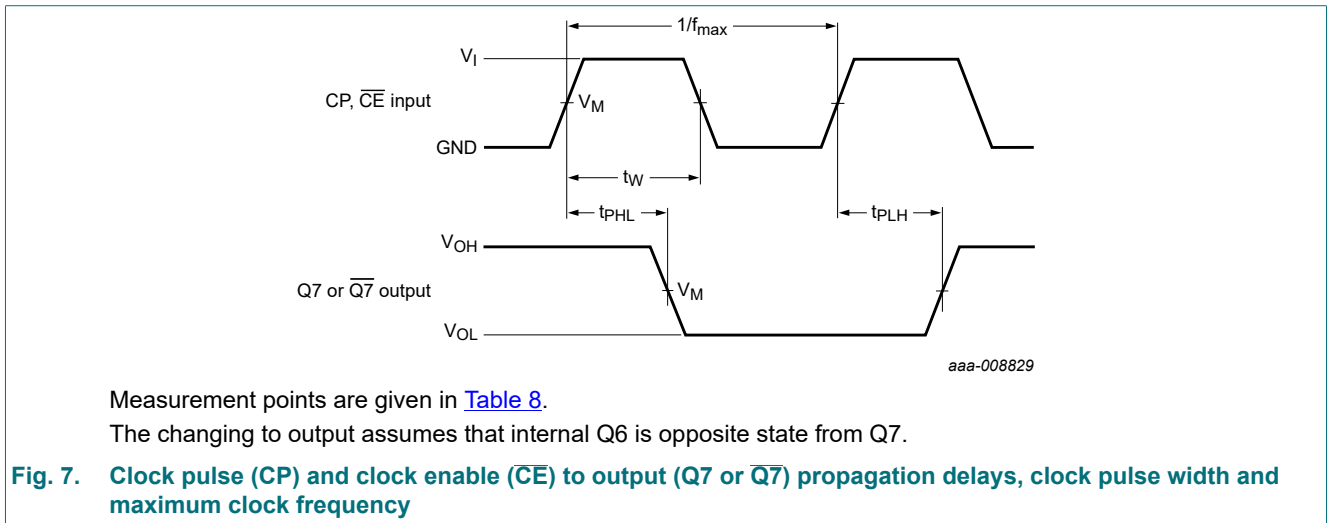 1/fmax
VI
CP, CE input
VM
GND
tW
tPHL
tPLH
VOH
Q7 or Q7 output
VM
VOL
aaa-008829
Measurement points are given in Table 8.
The changing to output assumes that internal Q6 is opposite state from Q7.
Fig. 7. Clock pulse (CP) and clock enable (CE) to output (Q7 or Q7) propagation delays, clock pulse width and
maximum clock frequency